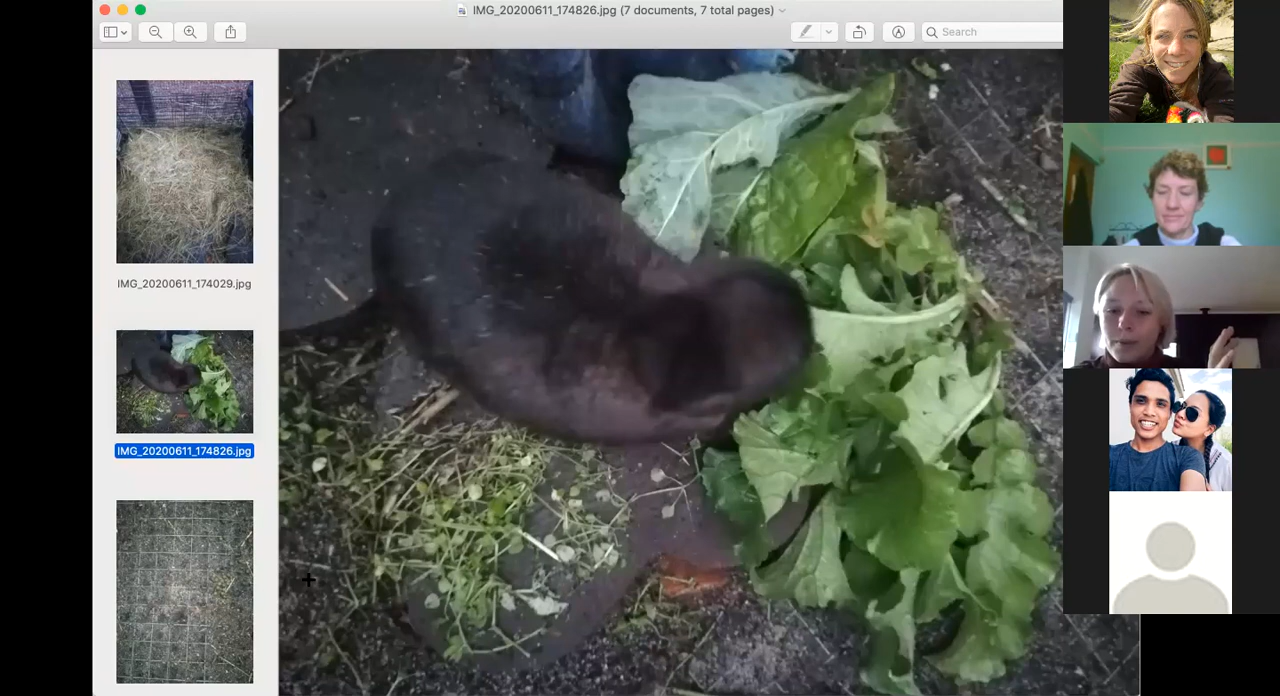 IMG_20200611_174826.jpg (7 documents, 7 total pages)
Search
IMG_20200611_174029.jpg
IMG_20200611_174826.jpg